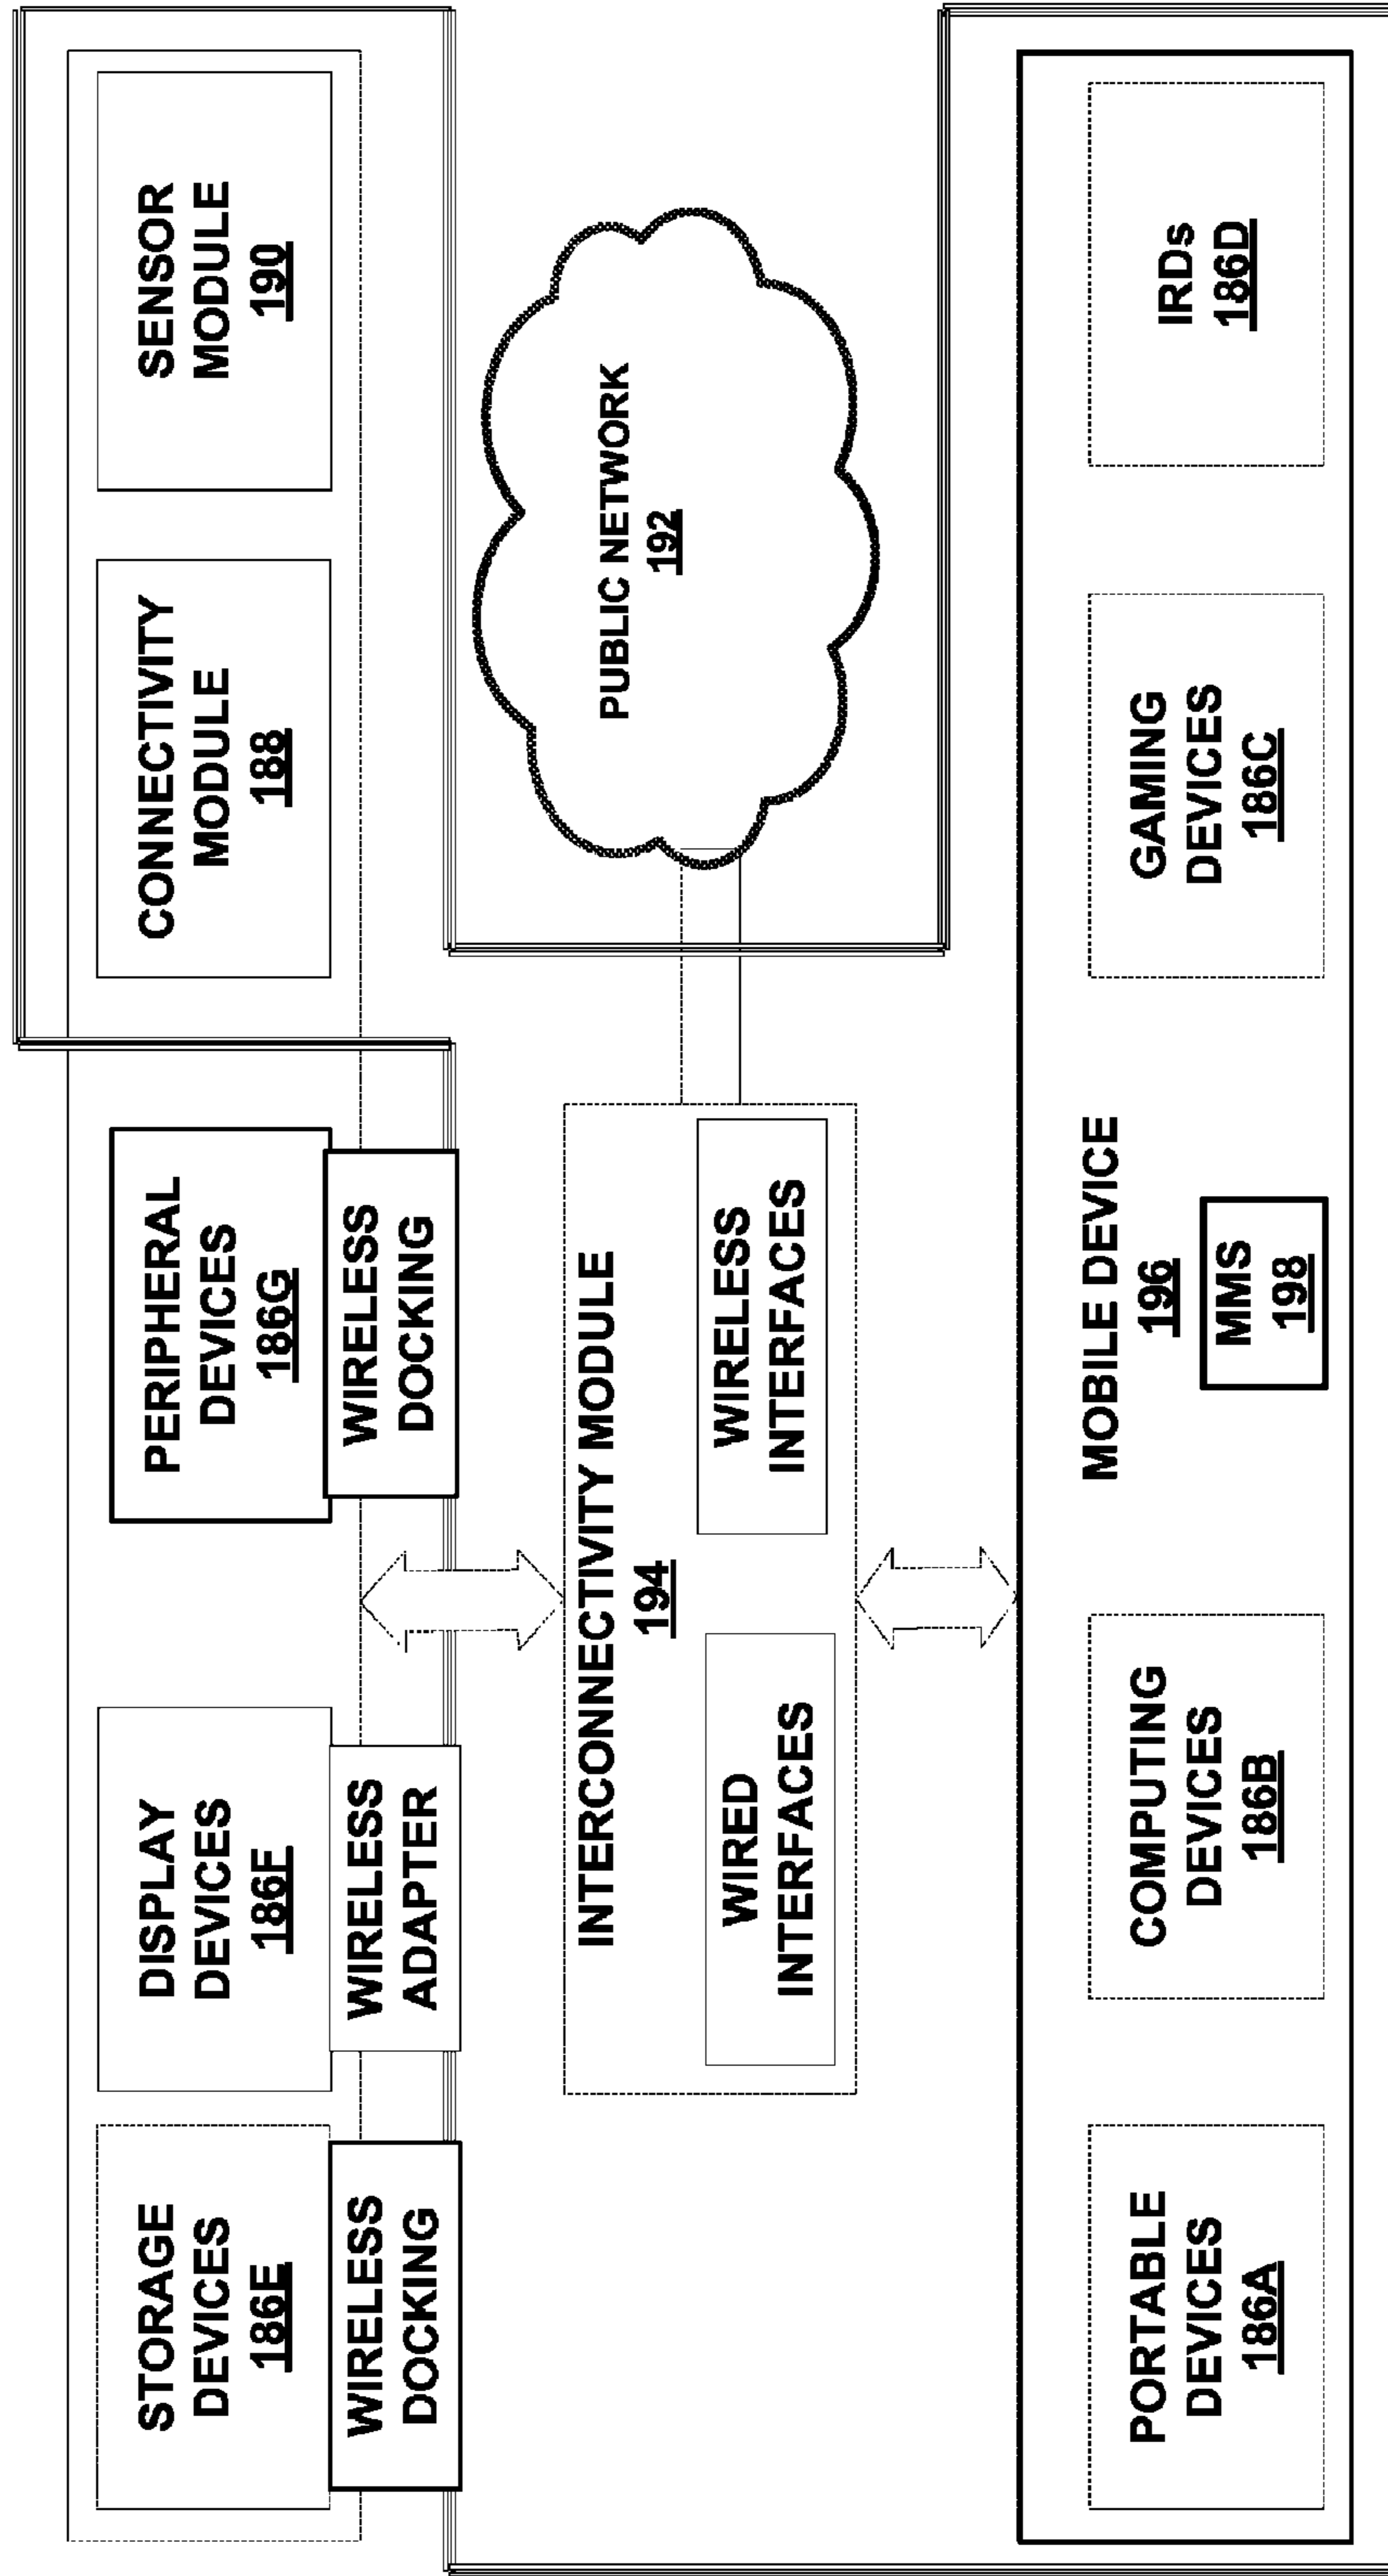 STORAGE
DEVICES
186E
WIRELESS
DOCKING
DISPLAY
DEVICES
186F
WIRELESS
ADAPTER
PERIPHERAL
DEVICES
186G
WIRELESS
DOCKING
CONNECTIVITY
MODULE
188
SENSOR
MODULE
190
INTERCONNECTIVITY MODULE
194
WIRED
INTERFACES
WIRELESS
INTERFACES
PUBLIC NETWORK
192
MOBILE DEVICE
196
MMS
198
PORTABLE
DEVICES
186A
COMPUTING
DEVICES
186B
GAMING
DEVICES
186C
IRDs
186D